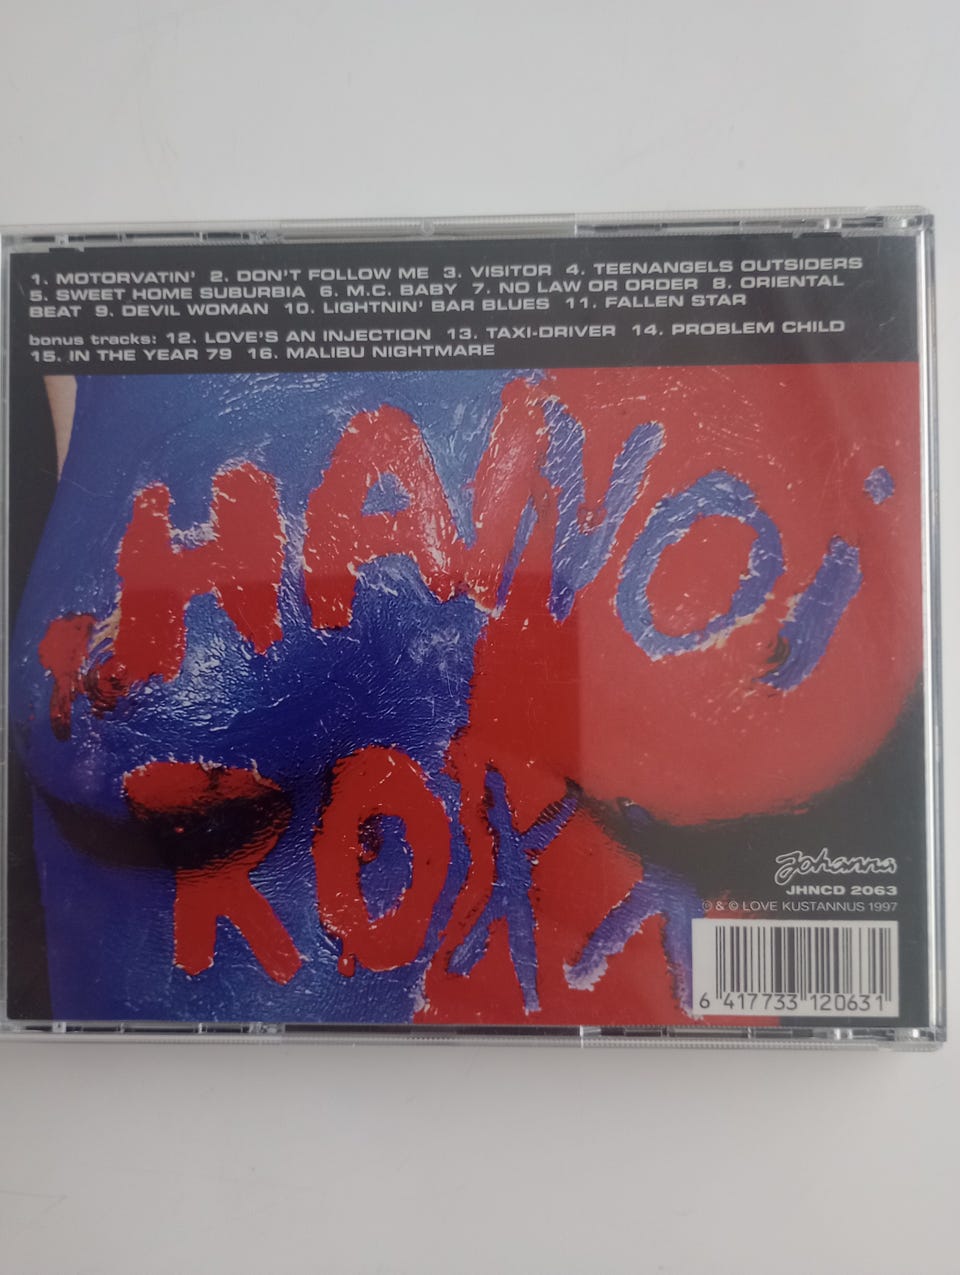 1. MOTORVATIN' 2. DON'T FOLLOW ME 3. VISITOR 4. TEENANGELS OUTSIDERS
5. SWEET HOME SUBURBIA 6. M.C. BABY 7. NO LAW OR ORDER 8. ORIENTAL
BEAT 9. DEVIL WOMAN 10. LIGHTNIN' BAR BLUES 11. FALLEN STAR
bonus tracks: 12. LOVE'S AN INJECTION 13. TAXI-DRIVER 14. PROBLEM CHILD
15. IN THE YEAR 79 16. MALIBU NIGHTMARE
HANOi
ROXX
Johanna
JHNCD 2063
℗ & © LOVE KUSTANNUS 1997
6 417733 120631